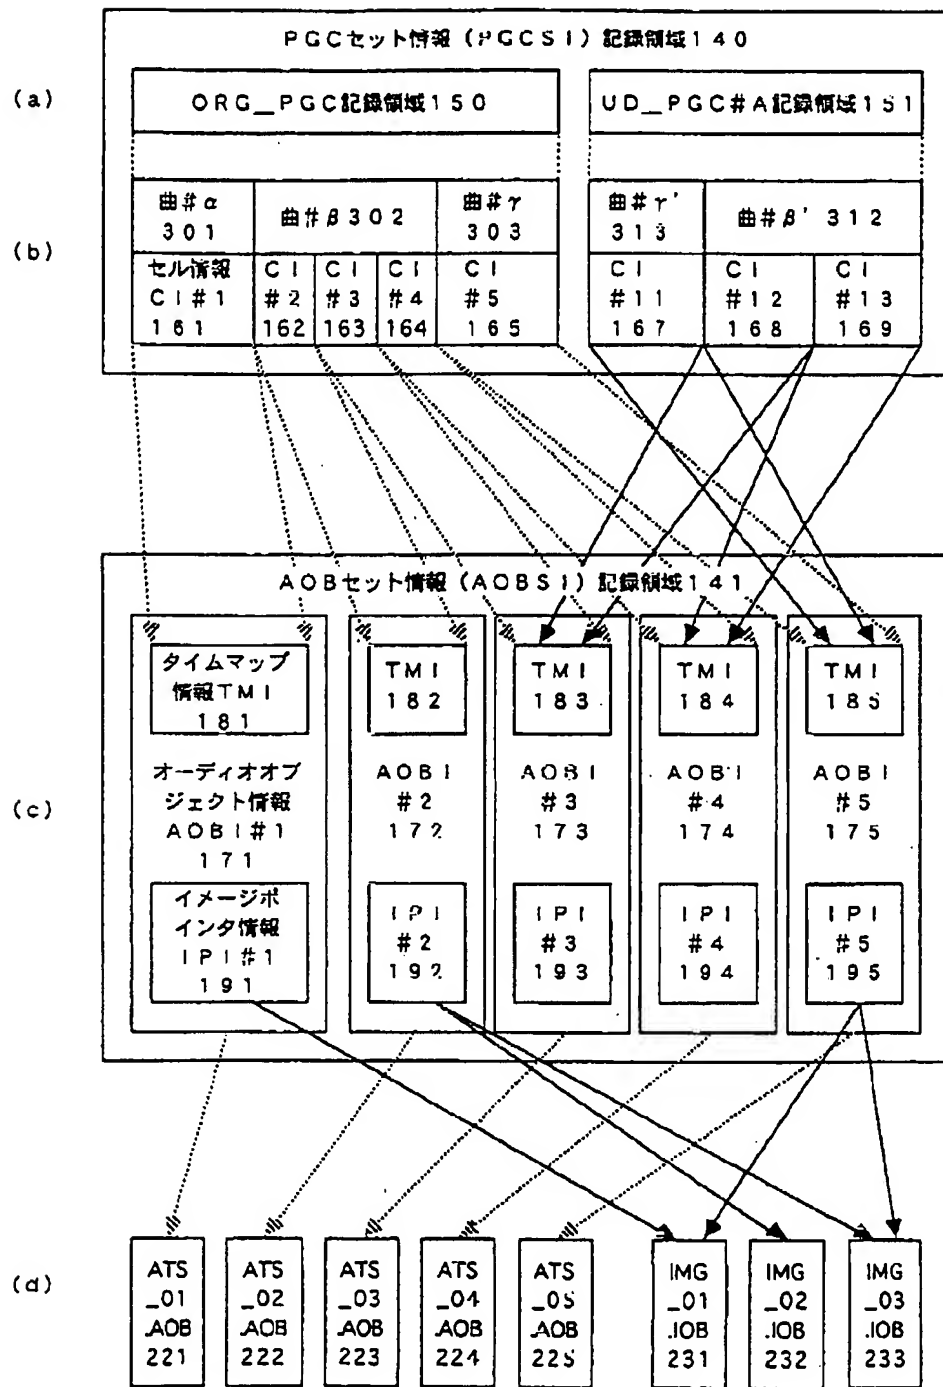 PGCセット情報(PGCSI)記録領域140
(a)
ORG__PGC記録領域150
UD__PGC#A記録領域151
(b)
曲#α
301
曲#β302
曲#γ
303
曲#γ'
313
曲#β'312
セル情報
CI#1
161
CI
#2
162
CI
#3
163
CI
#4
164
CI
#5
165
CI
#11
167
CI
#12
168
CI
#13
169
AOBセット情報(AOBSI)記録領域141
タイムマップ
情報TMI
181
TMI
182
TMI
183
TMI
184
TMI
185
(c)
オーディオオブ
ジェクト情報
AOBI#1
171
AOBI
#2
172
AOBI
#3
173
AOBI
#4
174
AOBI
#5
175
イメージポ
インタ情報
IPI#1
191
IPI
#2
192
IPI
#3
193
IPI
#4
194
IPI
#5
195
(d)
ATS
_01
.AOB
221
ATS
_02
.AOB
222
ATS
_03
.AOB
223
ATS
_04
.AOB
224
ATS
_05
.AOB
225
IMG
_01
.IOB
231
IMG
_02
.IOB
232
IMG
_03
.IOB
233